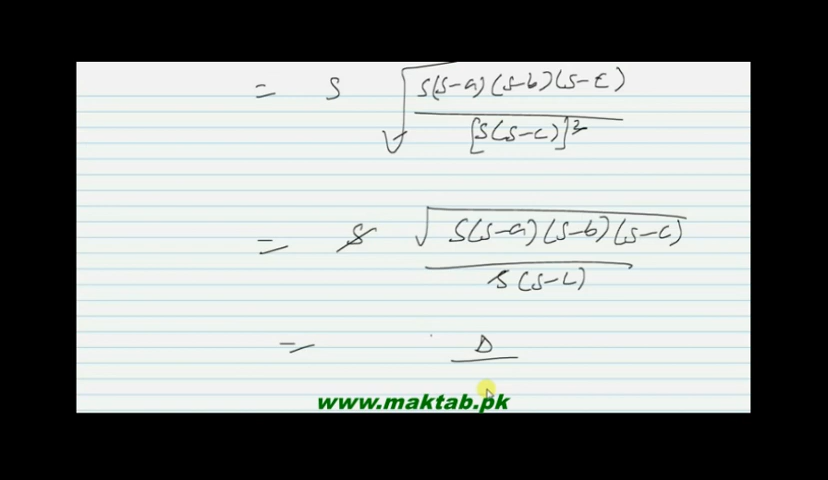 = S √ S(S-a)(S-b)(S-c)
[S(S-c)]²
= S √ S(S-a)(S-b)(S-c)
S(S-c)
= Δ
www.maktab.pk